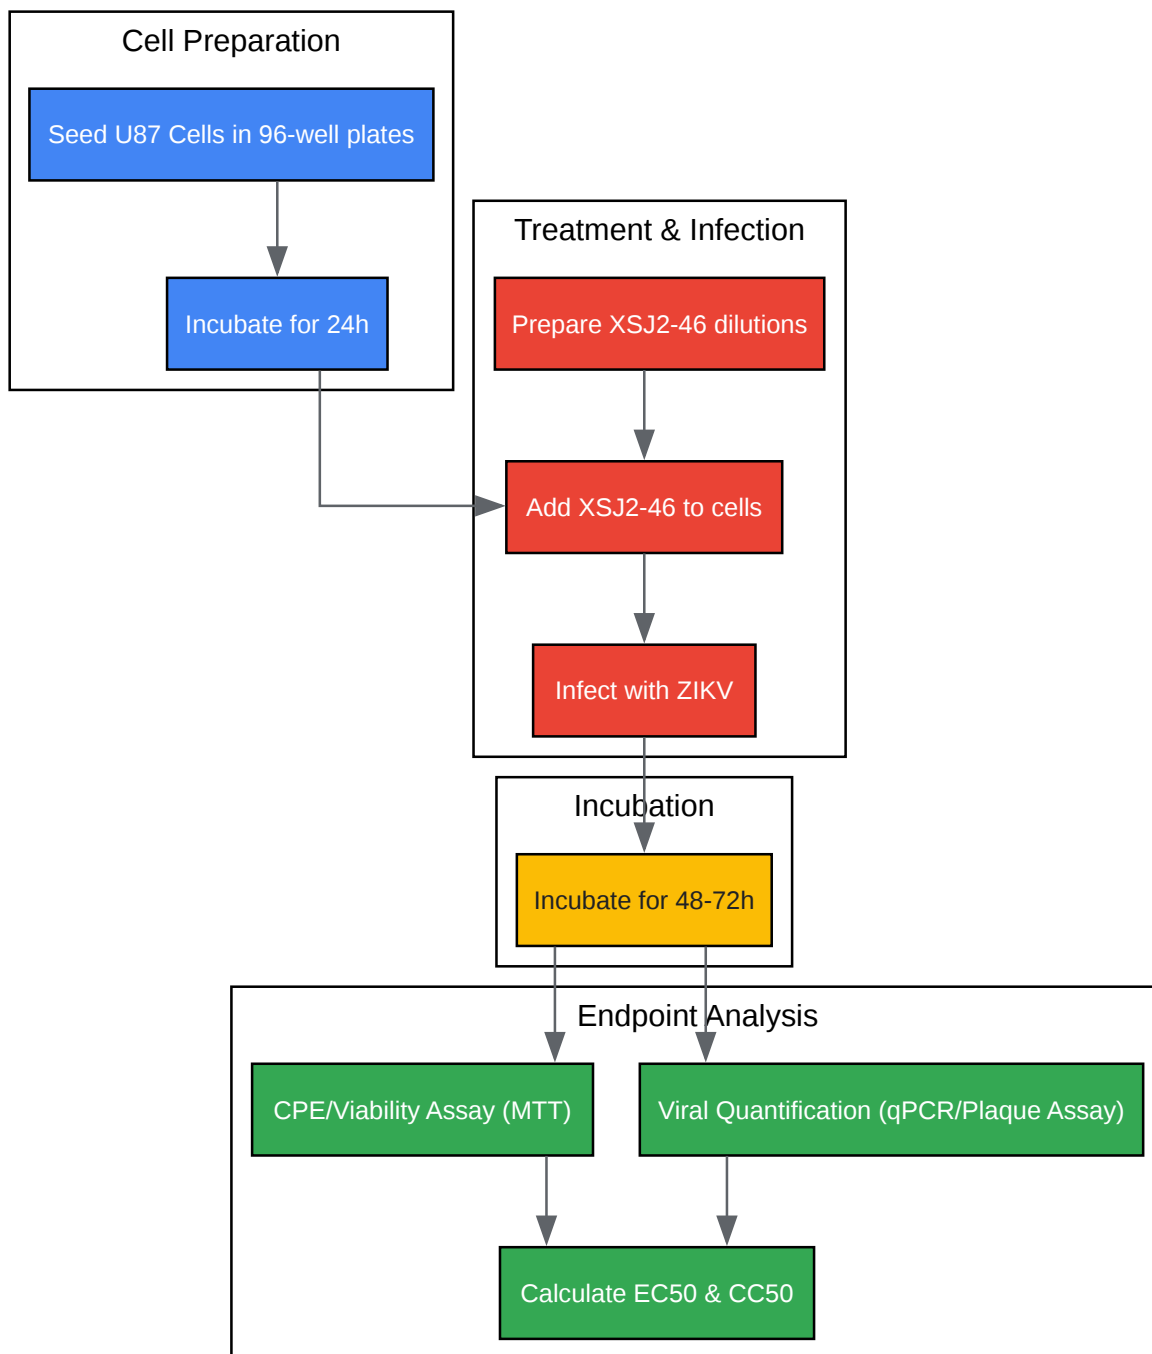 Cell Preparation
Seed U87 Cells in 96-well plates
Incubate for 24h
Treatment & Infection
Prepare XSJ2-46 dilutions
Add XSJ2-46 to cells
Infect with ZIKV
Incubation
Incubate for 48-72h
Endpoint Analysis
CPE/Viability Assay (MTT)
Viral Quantification (qPCR/Plaque Assay)
Calculate EC50 & CC50